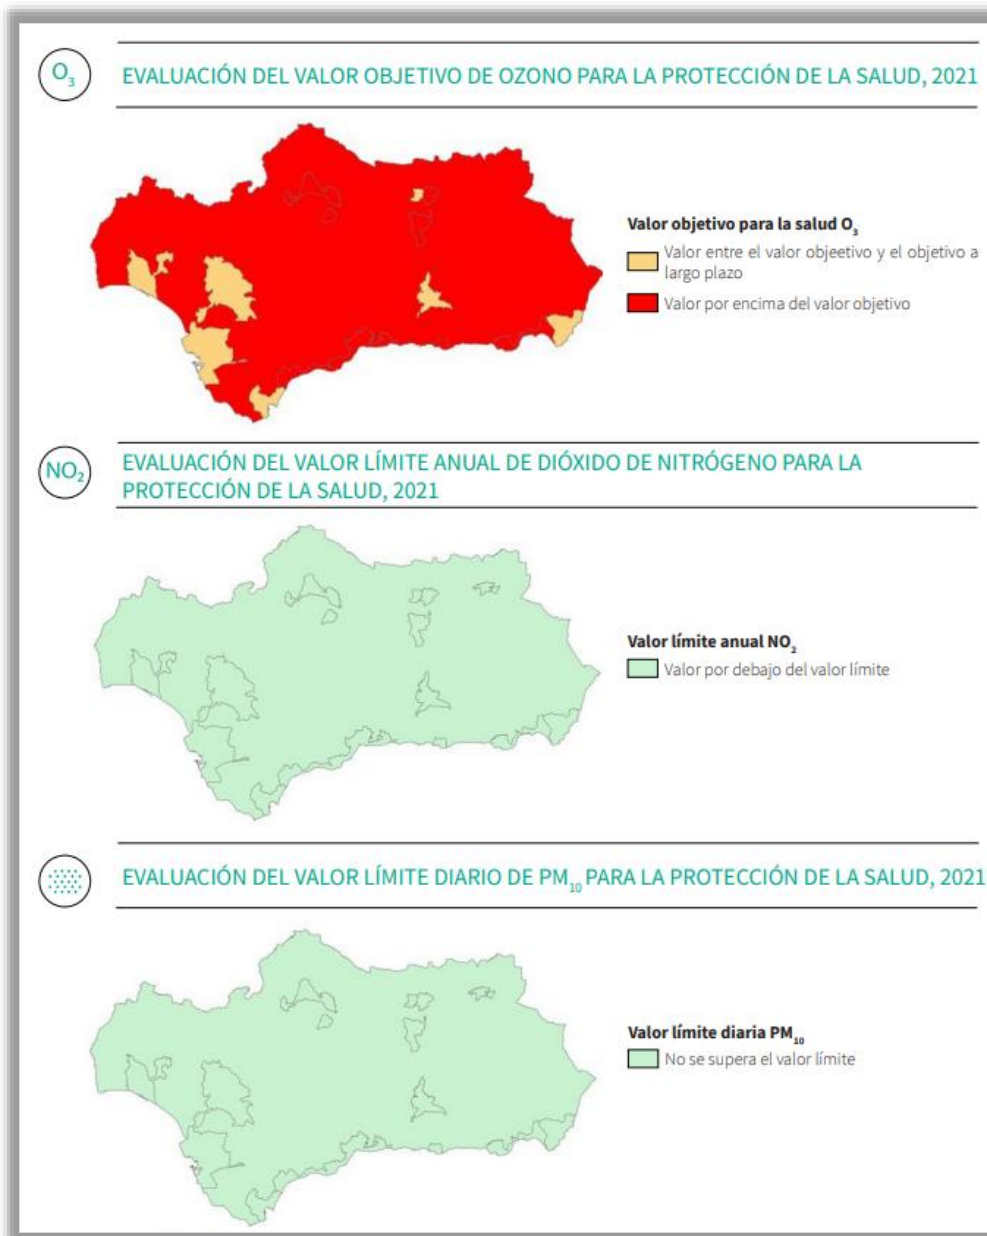 O₃
EVALUACIÓN DEL VALOR OBJETIVO DE OZONO PARA LA PROTECCIÓN DE LA SALUD, 2021
Valor objetivo para la salud O₃
Valor entre el valor objeetivo y el objetivo a
largo plazo
Valor por encima del valor objetivo
NO₂
EVALUACIÓN DEL VALOR LÍMITE ANUAL DE DIÓXIDO DE NITRÓGENO PARA LA
PROTECCIÓN DE LA SALUD, 2021
Valor límite anual NO₂
Valor por debajo del valor límite
EVALUACIÓN DEL VALOR LÍMITE DIARIO DE PM₁₀ PARA LA PROTECCIÓN DE LA SALUD, 2021
Valor límite diaria PM₁₀
No se supera el valor límite